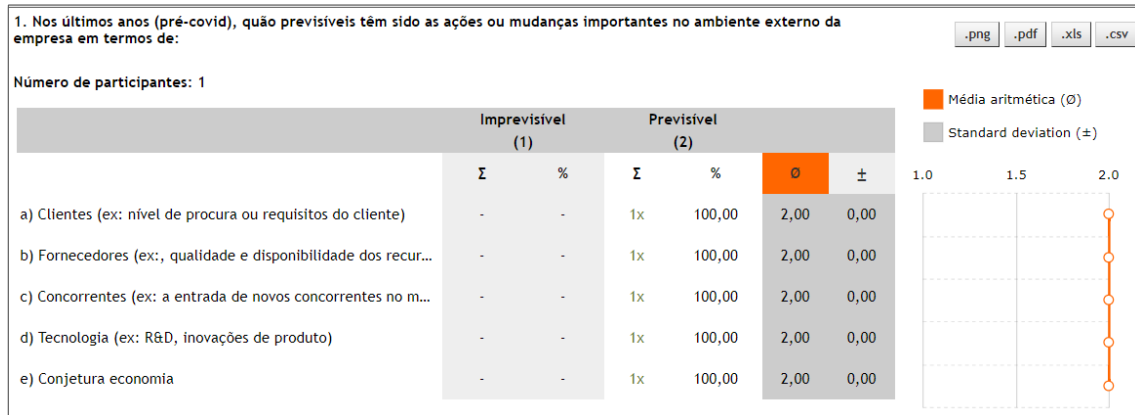 1. Nos últimos anos (pré-covid), quão previsíveis têm sido as ações ou mudanças importantes no ambiente externo da
empresa em termos de:
.png .pdf .xls .csv
Número de participantes: 1
Média aritmética (Ø)
Standard deviation (±)
Imprevisível Previsível
(1) (2)
Σ % Σ % Ø ±
1.0 1.5 2.0
a) Clientes (ex: nível de procura ou requisitos do cliente) - - 1x 100,00 2,00 0,00
b) Fornecedores (ex:, qualidade e disponibilidade dos recur... - - 1x 100,00 2,00 0,00
c) Concorrentes (ex: a entrada de novos concorrentes no m... - - 1x 100,00 2,00 0,00
d) Tecnologia (ex: R&D, inovações de produto) - - 1x 100,00 2,00 0,00
e) Conjetura economia - - 1x 100,00 2,00 0,00